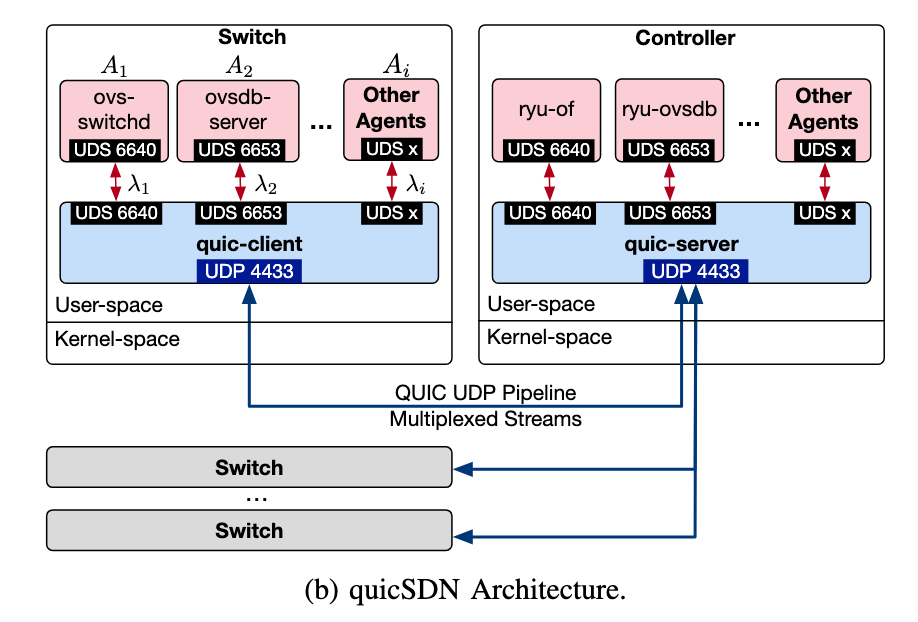 Switch
Controller
A1
A2
Ai
ovs-
switchd
ovsdb-
server
...
Other
Agents
ryu-of
ryu-ovsdb
...
Other
Agents
UDS 6640
UDS 6653
UDS x
UDS 6640
UDS 6653
UDS x
λ1
λ2
λi
UDS 6640
UDS 6653
UDS x
UDS 6640
UDS 6653
UDS x
quic-client
quic-server
UDP 4433
UDP 4433
User-space
User-space
Kernel-space
Kernel-space
QUIC UDP Pipeline
Multiplexed Streams
Switch
...
Switch
(b) quicSDN Architecture.